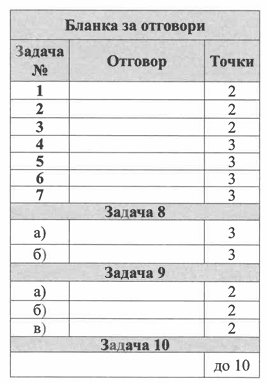 Бланка за отговори
Задача № Отговор Точки
1 2
2 2
3 2
4 3
5 3
6 3
7 3
Задача 8
а) 3
б) 3
Задача 9
а) 2
б) 2
в) 2
Задача 10
до 10